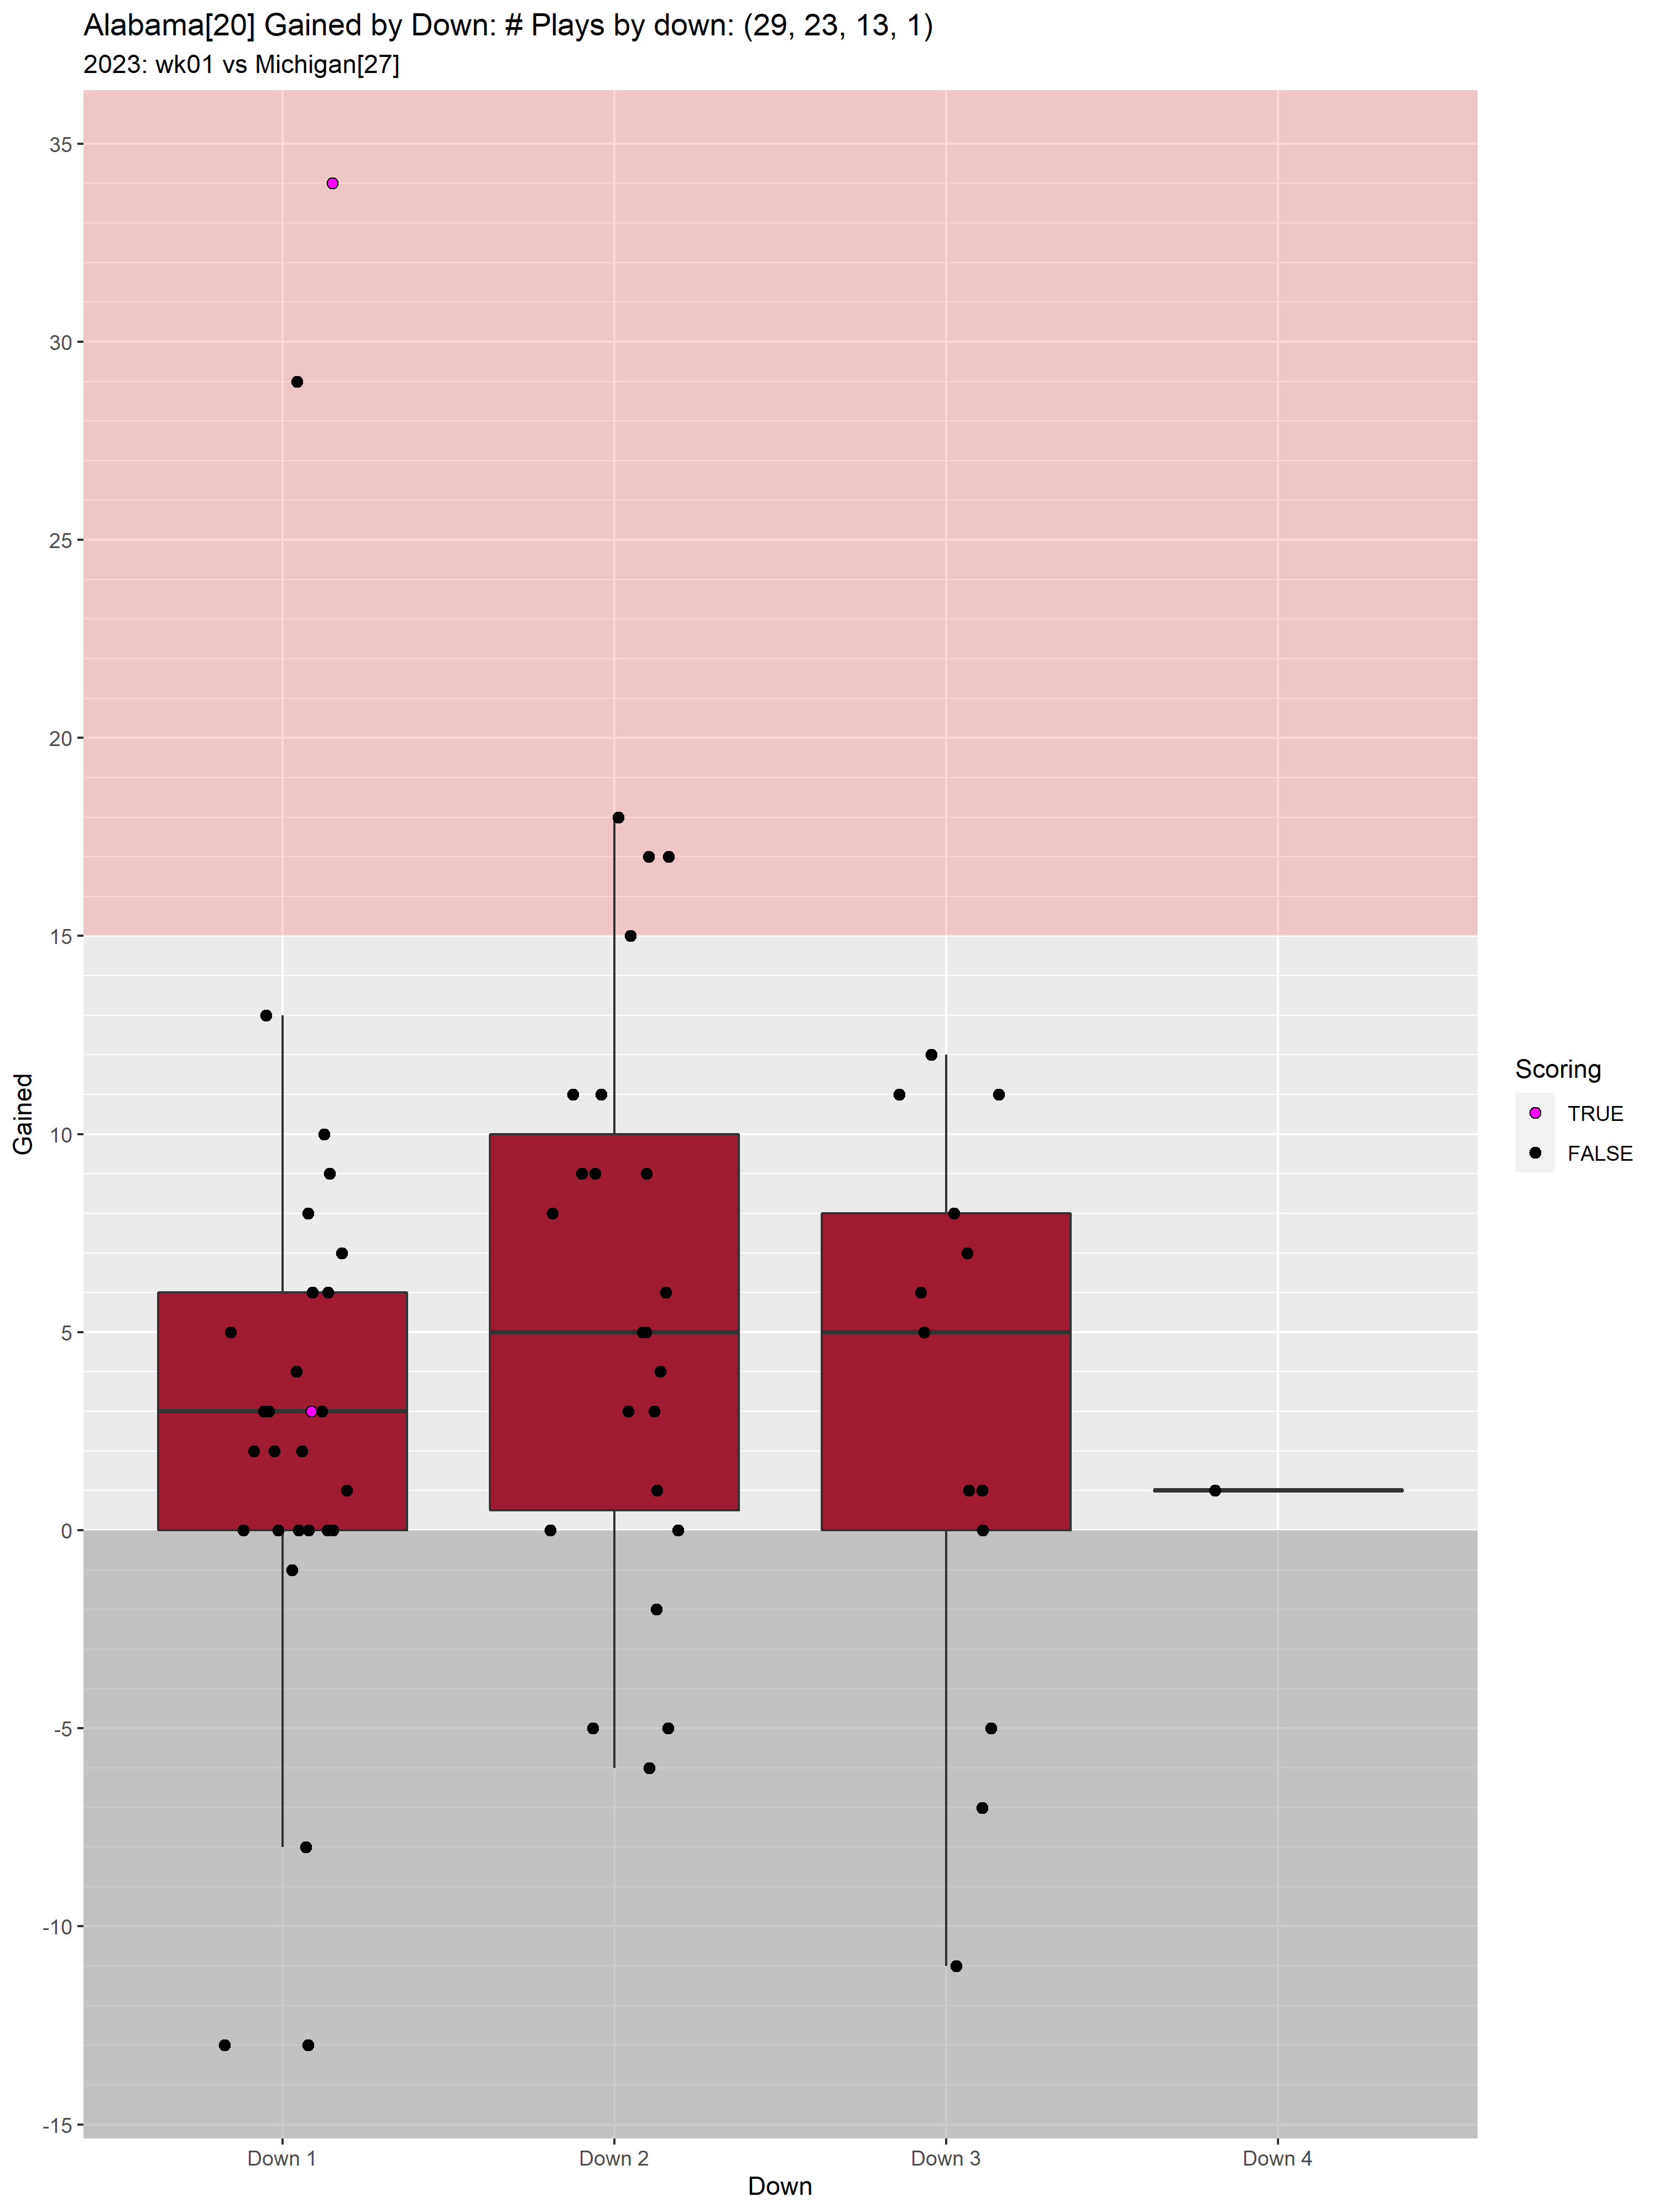 Alabama[20] Gained by Down: # Plays by down: (29, 23, 13, 1)
2023: wk01 vs Michigan[27]
35
30
25
20
15
10
5
0
-5
-10
-15
Gained
Down 1
Down 2
Down 3
Down 4
Down
Scoring
TRUE
FALSE